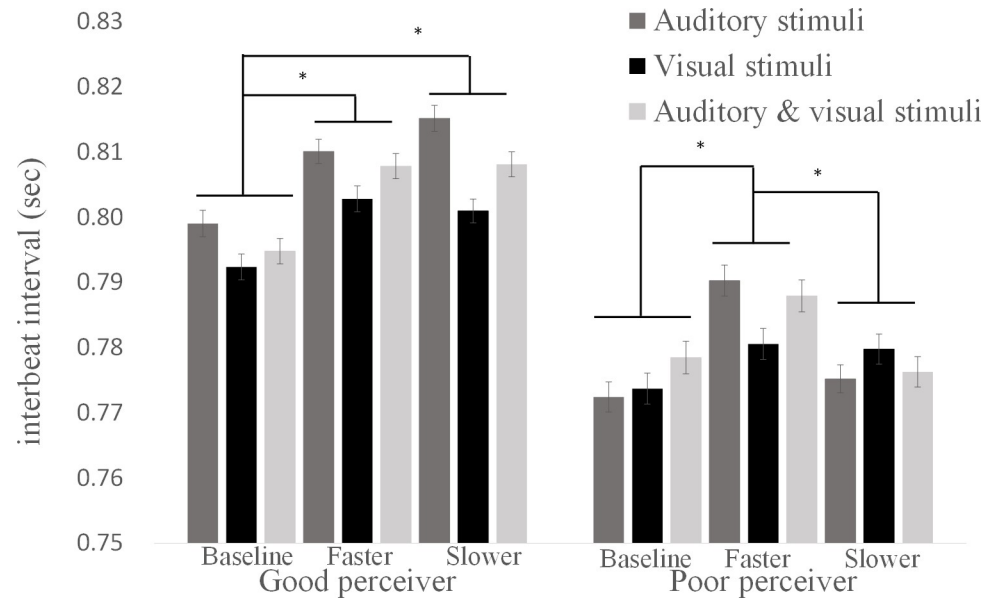 0.83
0.82
0.81
0.80
0.79
0.78
0.77
0.76
0.75
interbeat interval (sec)
Auditory stimuli
Visual stimuli
Auditory & visual stimuli
*
*
*
*
Baseline Faster Slower
Good perceiver
Baseline Faster Slower
Poor perceiver